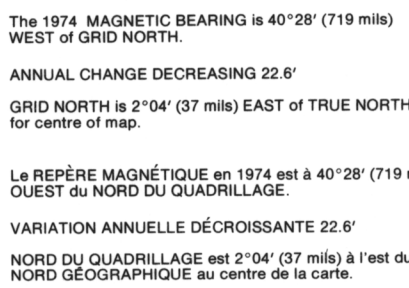 The 1974 MAGNETIC BEARING is 40°28′ (719 mils)
WEST of GRID NORTH.
ANNUAL CHANGE DECREASING 22.6′
GRID NORTH is 2°04′ (37 mils) EAST of TRUE NORTH
for centre of map.
Le REPÈRE MAGNÉTIQUE en 1974 est à 40°28′ (719
OUEST du NORD DU QUADRILLAGE.
VARIATION ANNUELLE DÉCROISSANTE 22.6′
NORD DU QUADRILLAGE est 2°04′ (37 mils) à l'est du
NORD GÉOGRAPHIQUE au centre de la carte.